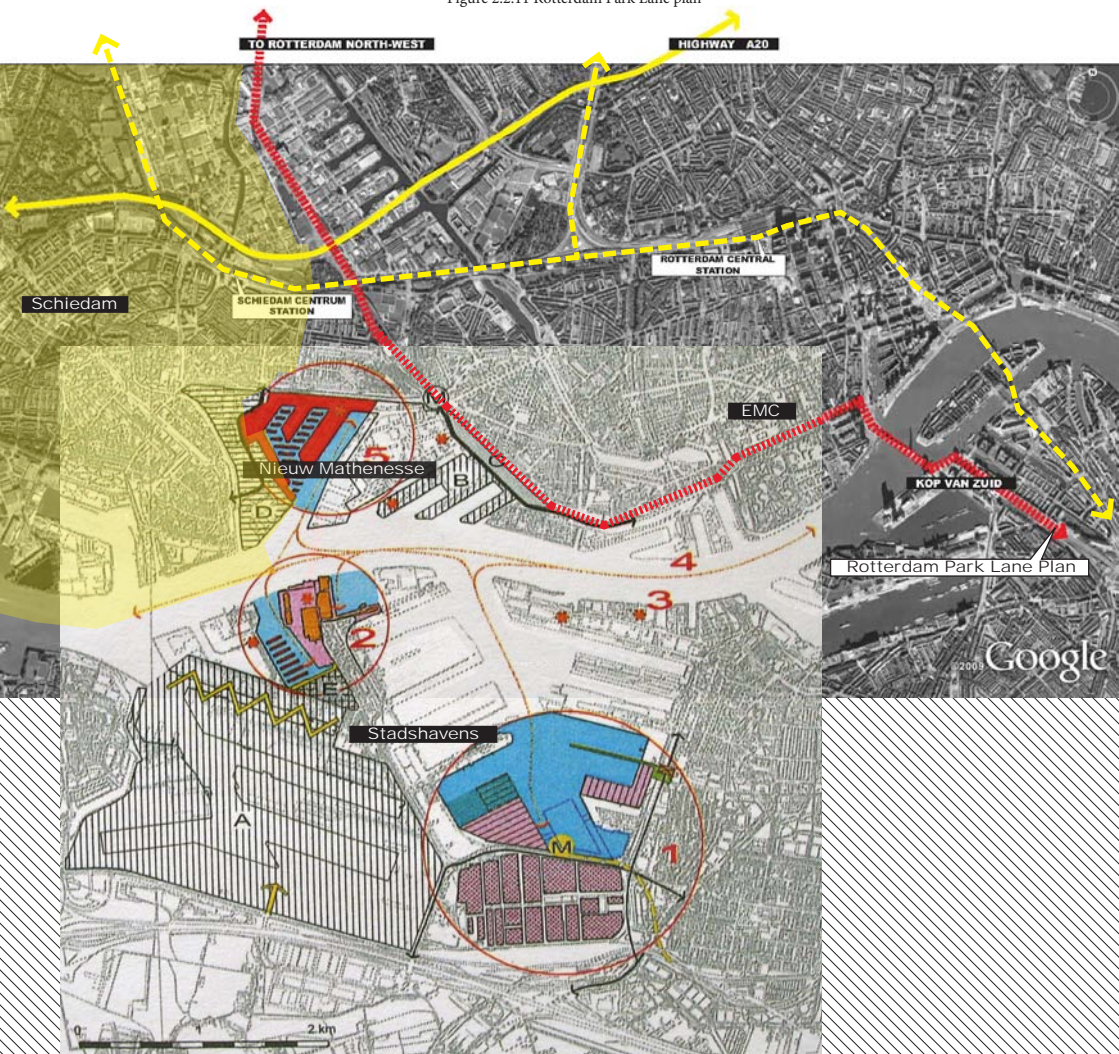 Figure 2.2.11 Rotterdam Park Lane plan
TO ROTTERDAM NORTH-WEST
HIGHWAY A20
ROTTERDAM CENTRAL
STATION
SCHIEDAM CENTRUM
STATION
Schiedam
EMC
M
5
Nieuw Mathenesse
C
B
KOP VAN ZUID
D
4
Rotterdam Park Lane Plan
3
2
©2009 Google
E
Stadshavens
A
M
1
0 1 2 km